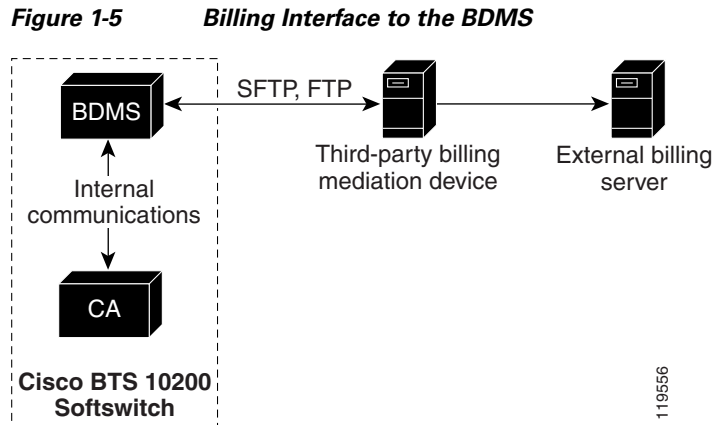 Figure 1-5 Billing Interface to the BDMS
BDMS
SFTP, FTP
Third-party billing
mediation device
External billing
server
Internal
communications
CA
Cisco BTS 10200
Softswitch
119556